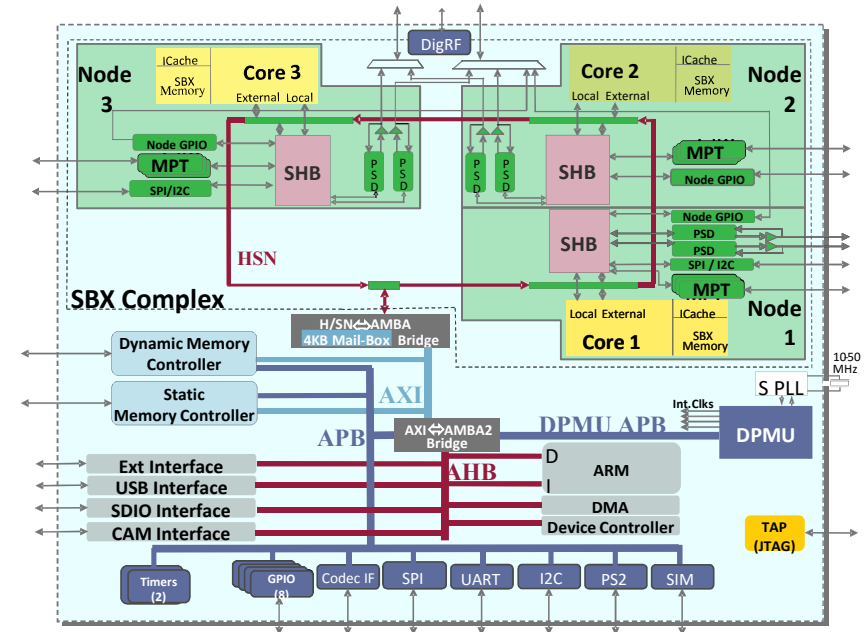 DigRF
Node
3
ICache
SBX
Memory
Core 3
External Local
Node GPIO
MPT
SPI/I2C
SHB
P
S
D
P
S
D
Core 2
ICache
SBX
Memory
Node
2
Local External
P
S
D
P
S
D
SHB
MPT
Node GPIO
SHB
Node GPIO
PSD
PSD
SPI / I2C
MPT
Node
1
Local External
Core 1
ICache
SBX
Memory
HSN
SBX Complex
H/SN⇔AMBA
4KB Mail-Box Bridge
Dynamic Memory
Controller
Static
Memory Controller
AXI
APB
AXI⇔AMBA2
Bridge
DPMU APB
Int.Clks
S PLL
1050
MHz
DPMU
Ext Interface
USB Interface
SDIO Interface
CAM Interface
AHB
D
I
ARM
DMA
Device Controller
TAP
(JTAG)
Timers
(2)
GPIO
(8)
Codec IF
SPI
UART
I2C
PS2
SIM